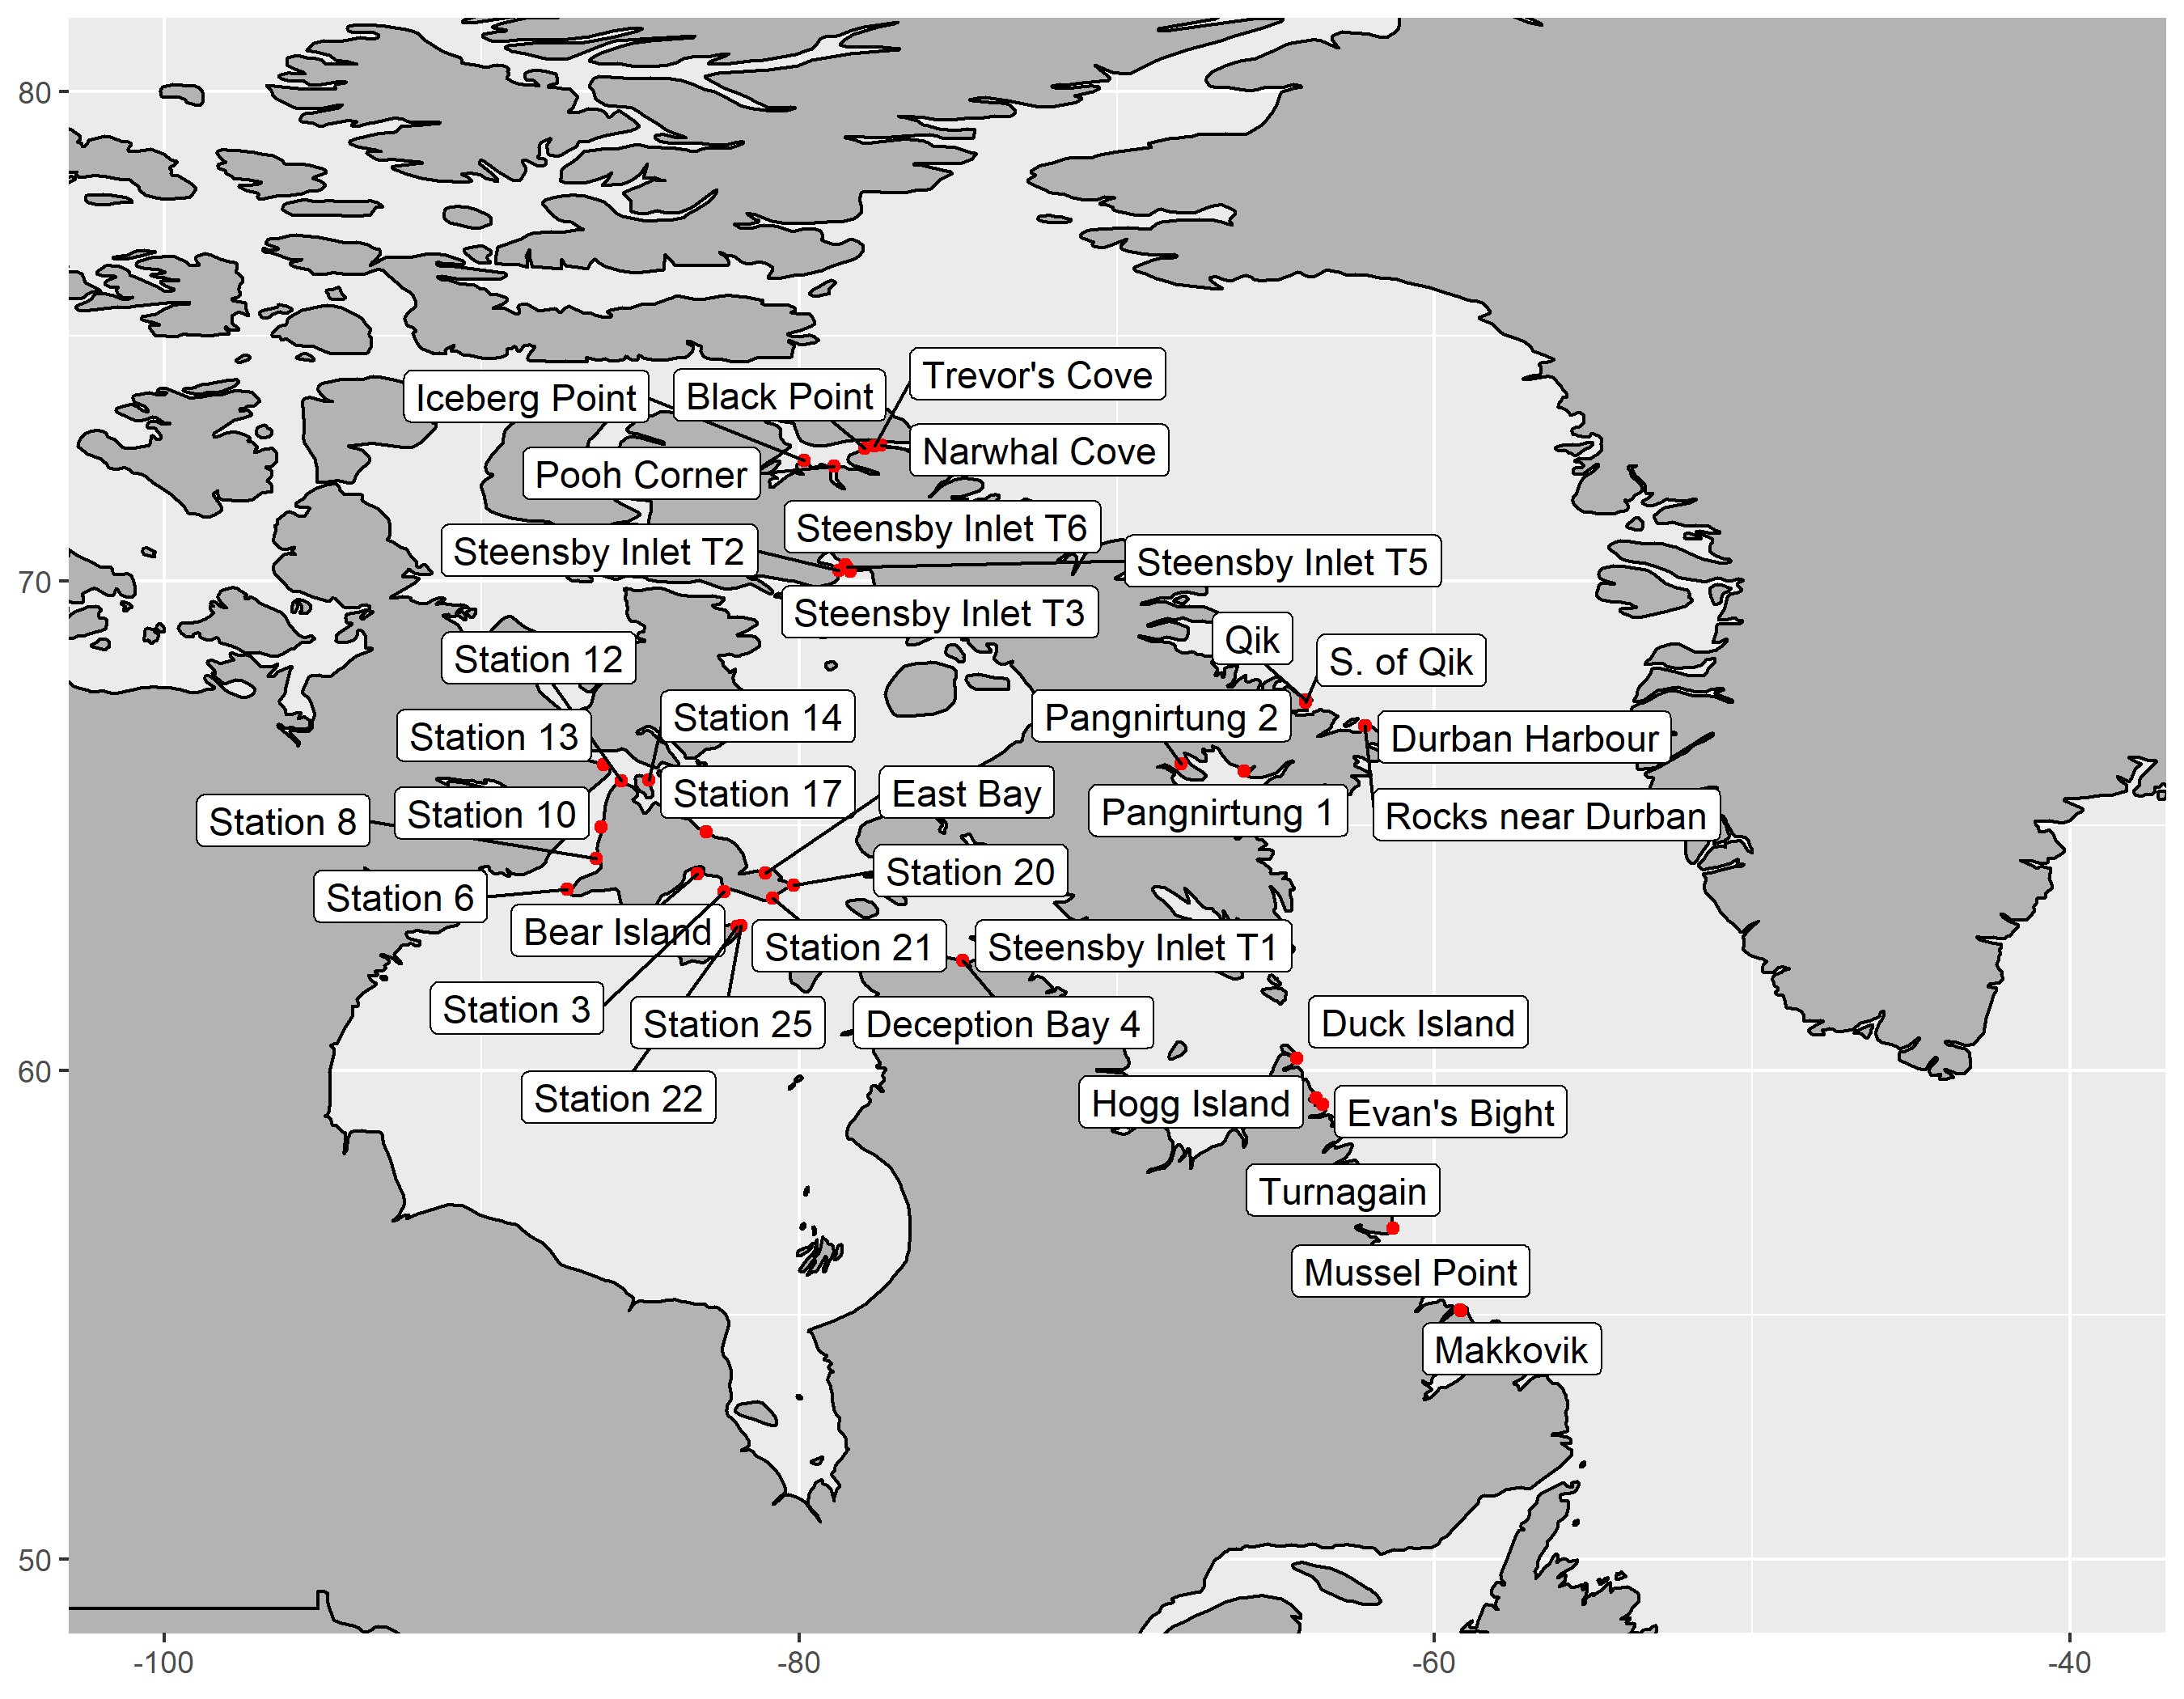 80
Trevor's Cove
Iceberg Point
Black Point
Narwhal Cove
Pooh Corner
Steensby Inlet T6
Steensby Inlet T2
Steensby Inlet T5
70
Steensby Inlet T3
Qik
Station 12
S. of Qik
Station 14
Pangnirtung 2
Station 13
Durban Harbour
Station 17
East Bay
Station 10
Pangnirtung 1
Rocks near Durban
Station 8
Station 20
Station 6
Bear Island
Station 21
Steensby Inlet T1
Station 3
Station 25
Deception Bay 4
Duck Island
60
Station 22
Hogg Island
Evan's Bight
Turnagain
Mussel Point
Makkovik
50
-100
-80
-60
-40